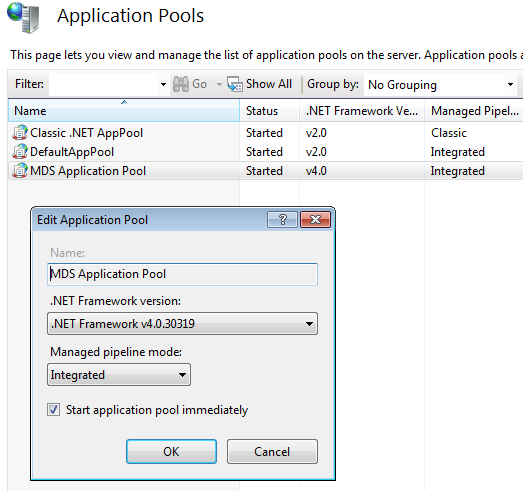 Application Pools
This page lets you view and manage the list of application pools on the server. Application pools a
Filter: Go Show All Group by: No Grouping
Name Status .NET Framework Ve... Managed Pipel...
Classic .NET AppPool Started v2.0 Classic
DefaultAppPool Started v2.0 Integrated
MDS Application Pool Started v4.0 Integrated
Edit Application Pool ?
Name:
MDS Application Pool
.NET Framework version:
.NET Framework v4.0.30319
Managed pipeline mode:
Integrated
Start application pool immediately
OK Cancel